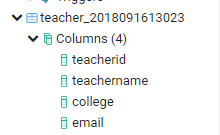 teacher_2018091613023
Columns (4)
teacherid
teachername
college
email